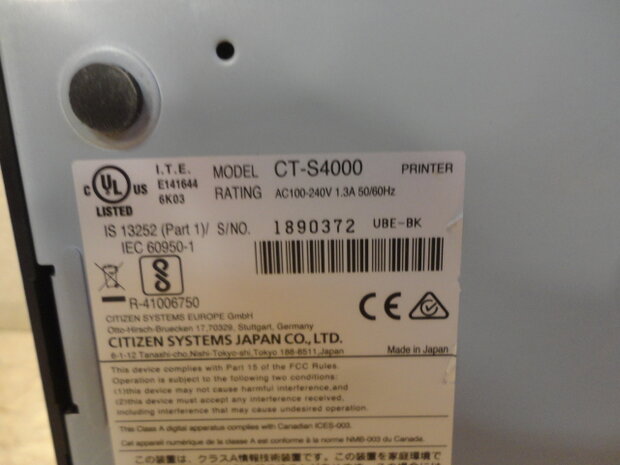 I.T.E. MODEL CT-S4000 PRINTER
C UL US E141644
6K03 RATING AC100-240V 1.3A 50/60Hz
LISTED
IS 13252 (Part 1)/ S/NO. 1890372 UBE-BK
IEC 60950-1
R-41006750
CE
CITIZEN SYSTEMS EUROPE GmbH
Otto-Hirsch-Bruecken 17,70329, Stuttgart, Germany
CITIZEN SYSTEMS JAPAN CO., LTD.
6-1-12 Tanashi-cho,Nishi-Tokyo-shi,Tokyo 188-8511,Japan Made in Japan
This device complies with Part 15 of the FCC Rules.
Operation is subject to the following two conditions:
(1)this device may not cause harmful interference,and
(2)this device must accept any interference received,
including interference that may cause undesired operation.
This Class A digital apparatus complies with Canadian ICES-003.
Cet appareil numérique de la classe A est conforme à la norme NMB-003 du Canada.
この装置は、クラスA情報技術装置です。この装置を家庭環境で